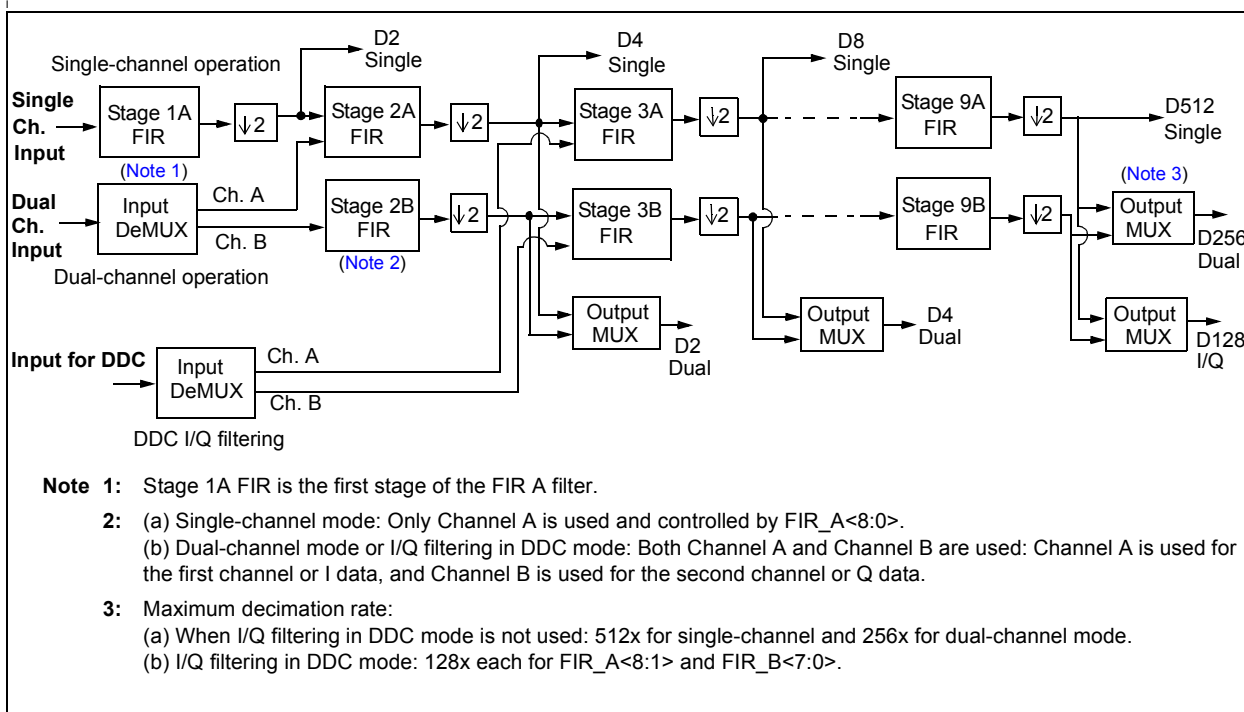 D2
Single
D4
Single
D8
Single
Single-channel operation
Single
Ch.
Input
Stage 1A
FIR
↓2
Stage 2A
FIR
↓2
Stage 3A
FIR
↓2
Stage 9A
FIR
↓2
D512
Single
(Note 1)
(Note 3)
Dual
Ch.
Input
Input
DeMUX
Ch. A
Ch. B
Stage 2B
FIR
↓2
Stage 3B
FIR
↓2
Stage 9B
FIR
↓2
Output
MUX
D256
Dual
(Note 2)
Dual-channel operation
Output
MUX
D2
Dual
Output
MUX
D4
Dual
Output
MUX
D128
I/Q
Input for DDC
Input
DeMUX
Ch. A
Ch. B
DDC I/Q filtering
Note 1: Stage 1A FIR is the first stage of the FIR A filter.
2: (a) Single-channel mode: Only Channel A is used and controlled by FIR_A<8:0>.
(b) Dual-channel mode or I/Q filtering in DDC mode: Both Channel A and Channel B are used: Channel A is used for
the first channel or I data, and Channel B is used for the second channel or Q data.
3: Maximum decimation rate:
(a) When I/Q filtering in DDC mode is not used: 512x for single-channel and 256x for dual-channel mode.
(b) I/Q filtering in DDC mode: 128x each for FIR_A<8:1> and FIR_B<7:0>.